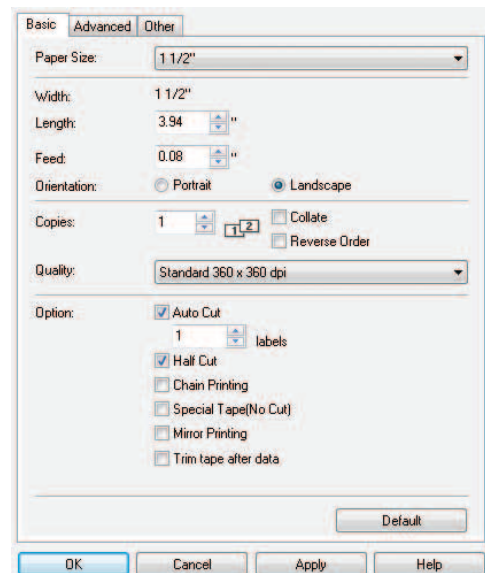 Basic Advanced Other
Paper Size: 1 1/2"
Width: 1 1/2"
Length: 3.94 "
Feed: 0.08 "
Orientation: Portrait Landscape
Copies: 1 1 2 Collate
Reverse Order
Quality: Standard 360 x 360 dpi
Option: Auto Cut
1 labels
Half Cut
Chain Printing
Special Tape(No Cut)
Mirror Printing
Trim tape after data
Default
OK Cancel Apply Help